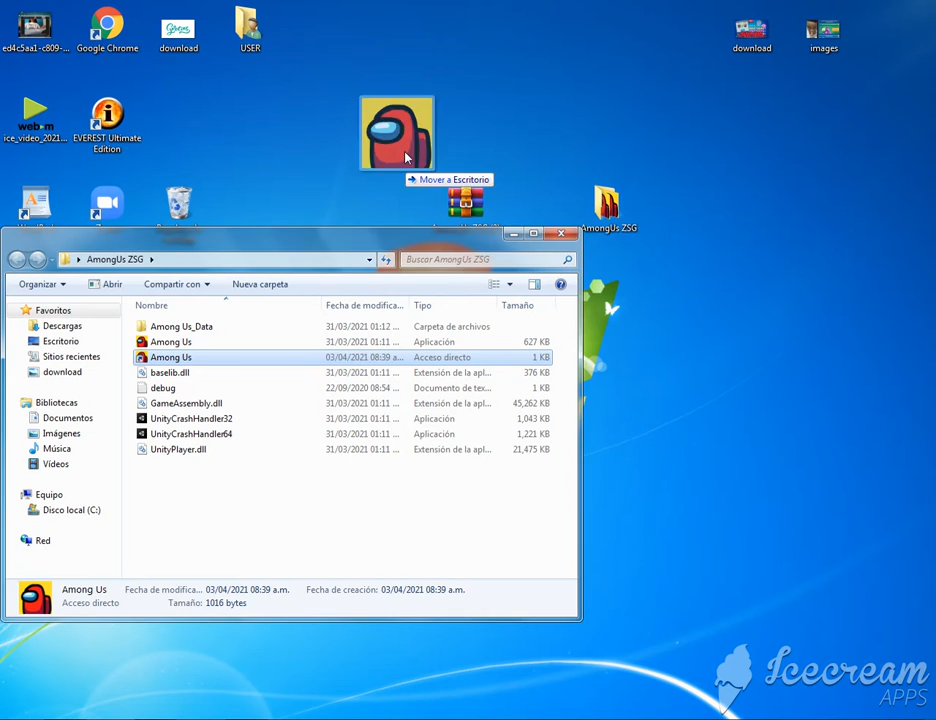 ed4c5aa1-c809-...
Google Chrome
download
USER
download
images
web m
ice_video_2021...
EVEREST Ultimate
Edition
Mover a Escritorio
AmongUs ZSG
AmongUs ZSG
Buscar AmongUs ZSG
Organizar
Abrir
Compartir con
Nueva carpeta
Nombre
Fecha de modifica...
Tipo
Tamaño
Favoritos
Descargas
Escritorio
Sitios recientes
download
Bibliotecas
Documentos
Imágenes
Música
Vídeos
Equipo
Disco local (C:)
Red
Among Us_Data 31/03/2021 01:12 ... Carpeta de archivos
Among Us 31/03/2021 01:11 ... Aplicación 627 KB
Among Us 03/04/2021 08:39 a... Acceso directo 1 KB
baselib.dll 31/03/2021 01:11 ... Extensión de la apl... 376 KB
debug 22/09/2020 08:54 ... Documento de tex... 1 KB
GameAssembly.dll 31/03/2021 01:11 ... Extensión de la apl... 45,262 KB
UnityCrashHandler32 31/03/2021 01:11 ... Aplicación 1,043 KB
UnityCrashHandler64 31/03/2021 01:11 ... Aplicación 1,221 KB
UnityPlayer.dll 31/03/2021 01:11 ... Extensión de la apl... 21,475 KB
Among Us Fecha de modifica... 03/04/2021 08:39 a.m. Fecha de creación: 03/04/2021 08:39 a.m.
Acceso directo Tamaño: 1016 bytes
Icecream
APPS